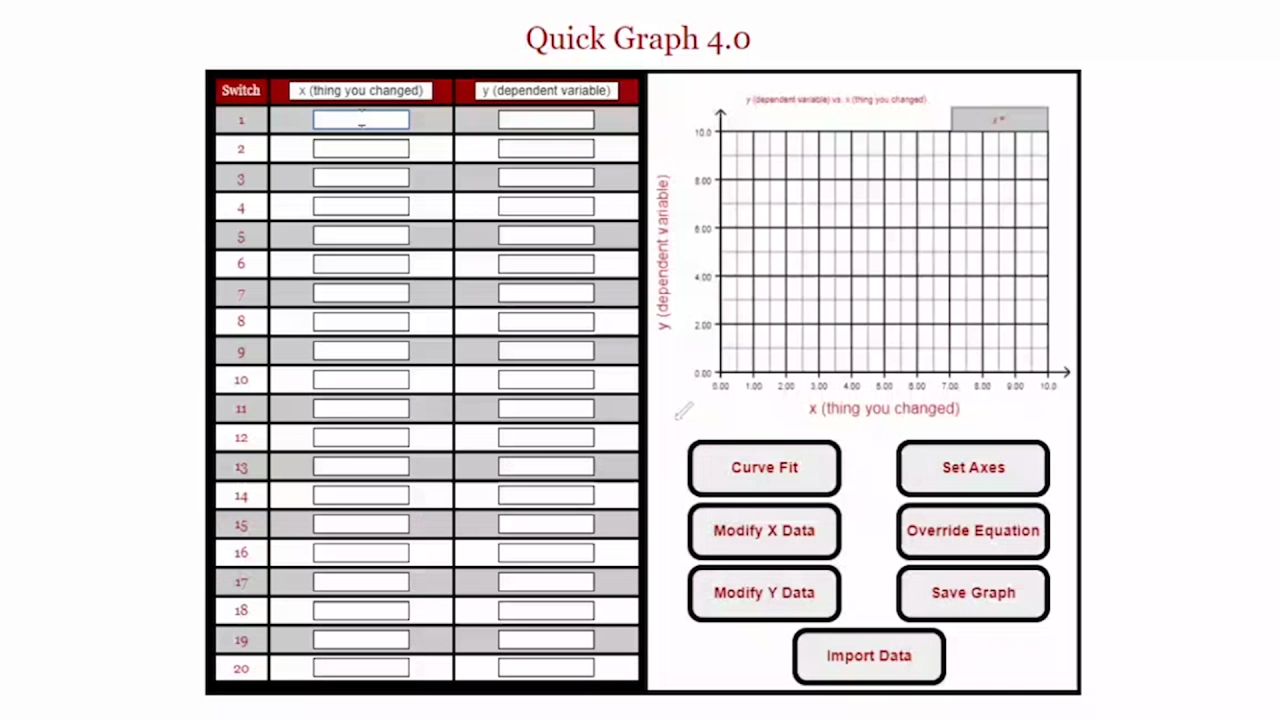 Quick Graph 4.0
Switch x (thing you changed) y (dependent variable)
1
2
3
4
5
6
7
8
9
10
11
12
13
14
15
16
17
18
19
20
y (dependent variable) vs. x (thing you changed)
10.0
8.00
6.00
4.00
2.00
0.00
y (dependent variable)
0.00 1.00 2.00 3.00 4.00 5.00 6.00 7.00 8.00 9.00 10.0
x (thing you changed)
Curve Fit Set Axes
Modify X Data Override Equation
Modify Y Data Save Graph
Import Data